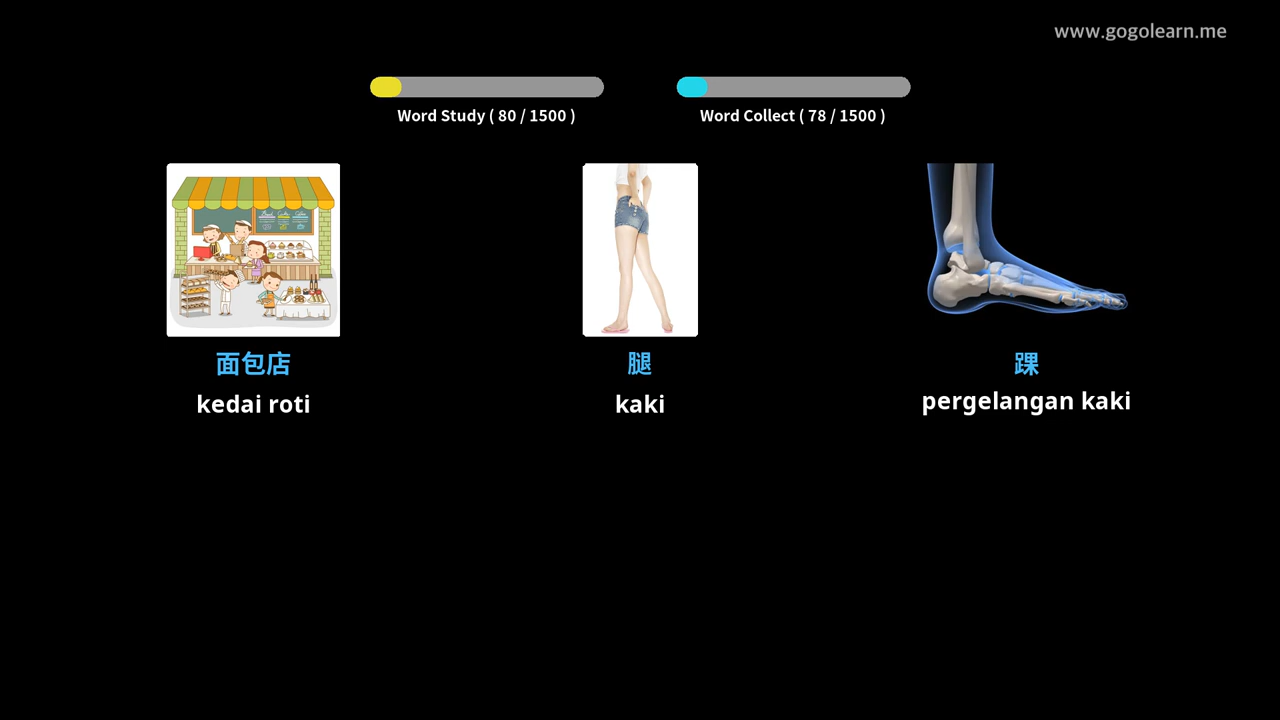 www.gogolearn.me
Word Study ( 80 / 1500 )
Word Collect ( 78 / 1500 )
面包店
腿
踝
kedai roti
kaki
pergelangan kaki